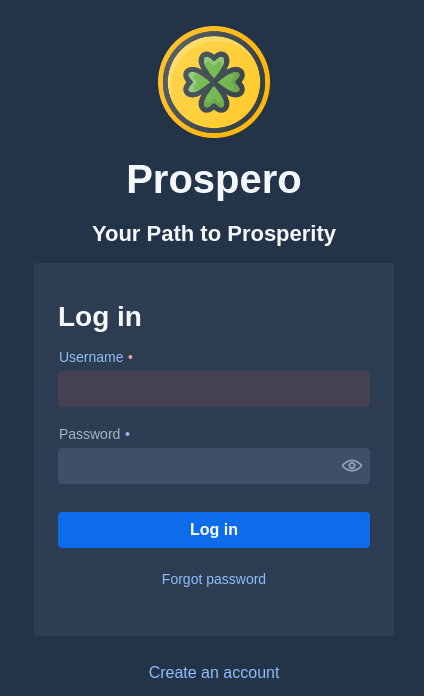 Prospero
Your Path to Prosperity
Log in
Username •
Password •
Log in
Forgot password
Create an account